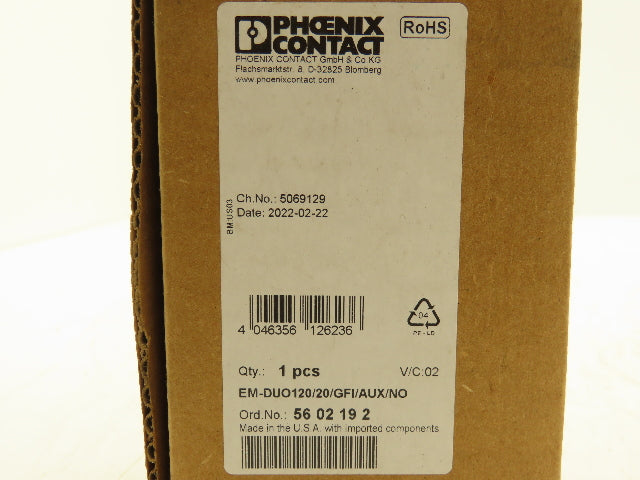 PHŒNIX
CONTACT
RoHS
PHOENIX CONTACT GmbH & Co KG
Flachsmarktstr. 8, D-32825 Blomberg
www.phoenixcontact.com
BM:US03
Ch.No.: 5069129
Date: 2022-02-22
4 046356 126236
04
PE-LD
Qty.: 1 pcs V/C:02
EM-DUO120/20/GFI/AUX/NO
Ord.No.: 56 02 19 2
Made in the U.S.A. with imported components